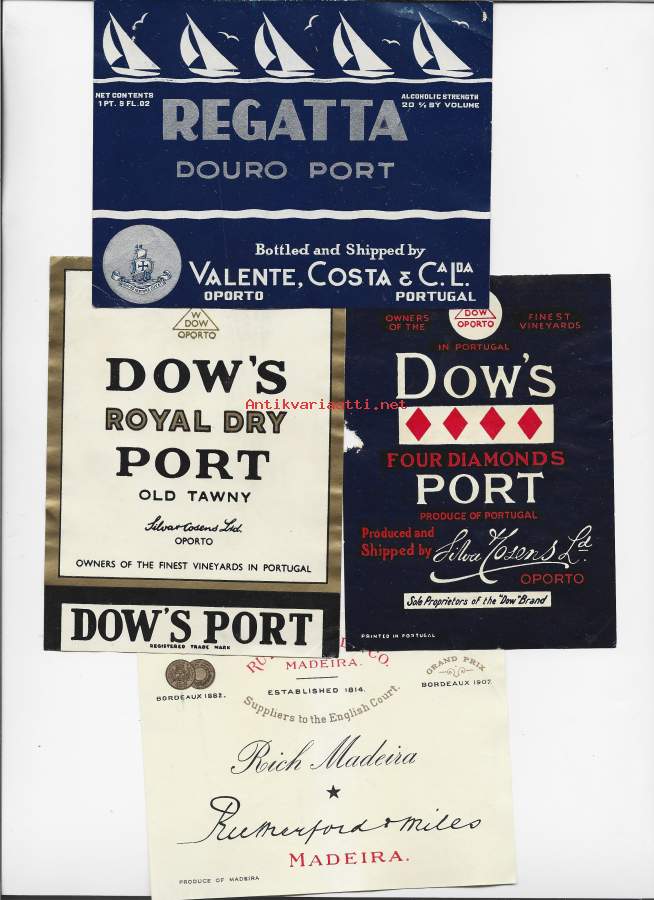 NET CONTENTS
1 PT. 9 FL. OZ
ALCOHOLIC STRENGTH
20 % BY VOLUME
REGATTA
DOURO PORT
Bottled and Shipped by
VALENTE, COSTA & CA. LDA
OPORTO PORTUGAL
W
DOW
OPORTO
DOW'S
ROYAL DRY
PORT
OLD TAWNY
Silva & Cosens Ltd.
OPORTO
OWNERS OF THE FINEST VINEYARDS IN PORTUGAL
DOW'S PORT
REGISTERED TRADE MARK
OWNERS OF THE
DOW
OPORTO
FINEST VINEYARDS
IN PORTUGAL
DOW'S
FOUR DIAMONDS
PORT
PRODUCE OF PORTUGAL
Produced and
Shipped by Silva & Cosens Ld
OPORTO
Sole Proprietors of the "Dow" Brand
PRINTED IN PORTUGAL
Antikvariaatti.net
CO.
MADEIRA.
ESTABLISHED 1814.
Suppliers to the English Court.
BORDEAUX 1882.
GRAND PRIX
BORDEAUX 1907.
Rich Madeira
Rutherford & Miles
MADEIRA.
PRODUCE OF MADEIRA